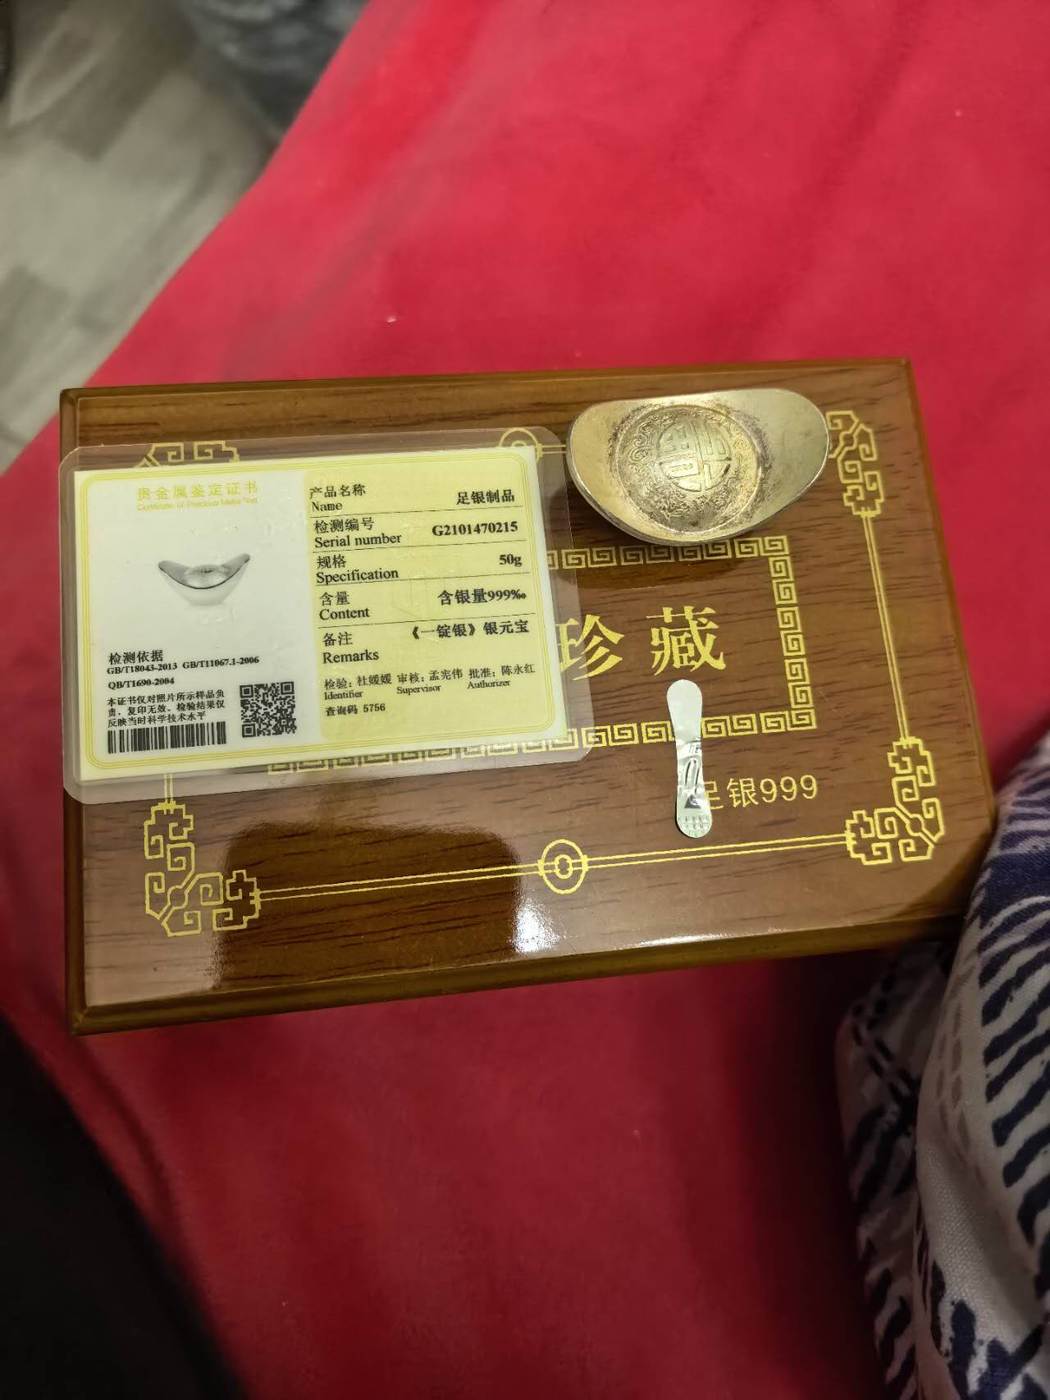 贵金属鉴定证书
Certificate of Precious Metal Test
检测依据
GB/T18043-2013 GB/T11067.1-2006
QB/T1690-2004
本证书仅对照片所示样品负
责，复印无效，检验结果仅
反映当时科学技术水平
产品名称 足银制品
Name
检测编号 G2101470215
Serial number
规格 50g
Specification
含量 含银量999‰
Content
备注 《一锭银》银元宝
Remarks
检验：杜媛媛 审核：孟宪伟 批准：陈永红
Identifier Supervisor Authorizer
查询码 5756
珍藏
足银999